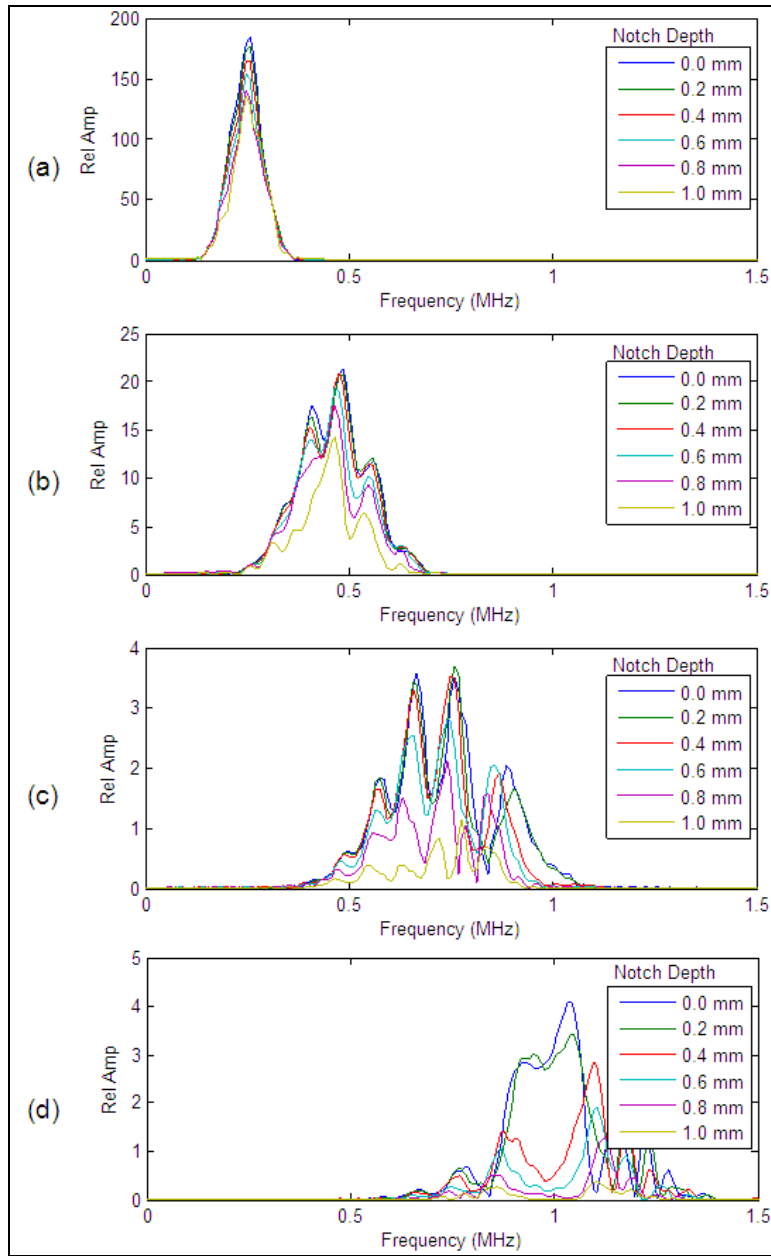 (a)
Rel Amp
200
150
100
50
0
0 0.5 1 1.5
Frequency (MHz)
Notch Depth
0.0 mm
0.2 mm
0.4 mm
0.6 mm
0.8 mm
1.0 mm
(b)
Rel Amp
25
20
15
10
5
0
0 0.5 1 1.5
Frequency (MHz)
Notch Depth
0.0 mm
0.2 mm
0.4 mm
0.6 mm
0.8 mm
1.0 mm
(c)
Rel Amp
4
3
2
1
0
0 0.5 1 1.5
Frequency (MHz)
Notch Depth
0.0 mm
0.2 mm
0.4 mm
0.6 mm
0.8 mm
1.0 mm
(d)
Rel Amp
5
4
3
2
1
0
0 0.5 1 1.5
Frequency (MHz)
Notch Depth
0.0 mm
0.2 mm
0.4 mm
0.6 mm
0.8 mm
1.0 mm